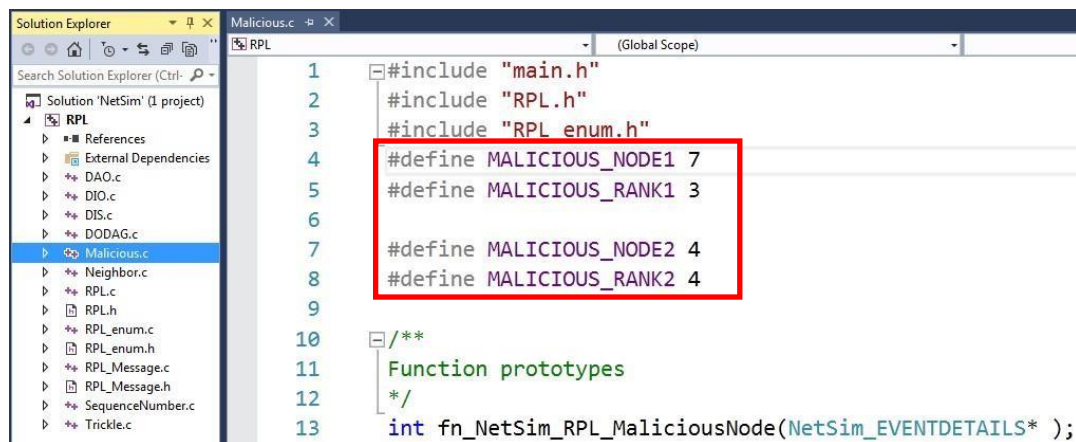 Solution Explorer
Search Solution Explorer (Ctrl-
Solution 'NetSim' (1 project)
RPL
References
External Dependencies
DAO.c
DIO.c
DIS.c
DODAG.c
Malicious.c
Neighbor.c
RPL.c
RPL.h
RPL_enum.c
RPL_enum.h
RPL_Message.c
RPL_Message.h
SequenceNumber.c
Trickle.c
Malicious.c
RPL
(Global Scope)
1 #include "main.h"
2 #include "RPL.h"
3 #include "RPL_enum.h"
4 #define MALICIOUS_NODE1 7
5 #define MALICIOUS_RANK1 3
6
7 #define MALICIOUS_NODE2 4
8 #define MALICIOUS_RANK2 4
9
10 /**
11 Function prototypes
12 */
13 int fn_NetSim_RPL_MaliciousNode(NetSim_EVENTDETAILS* );